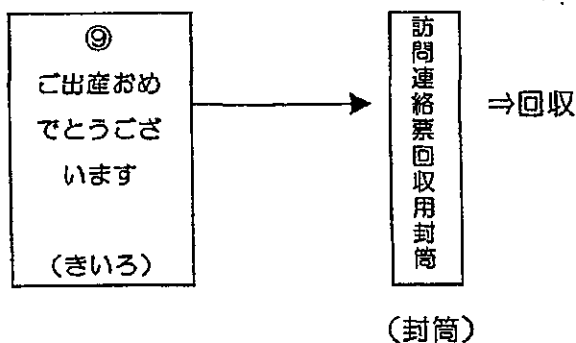 ⑨
ご出産おめ
でとうござ
います
(きいろ)
訪問連絡票回収用封筒
⇒回収
(封筒)